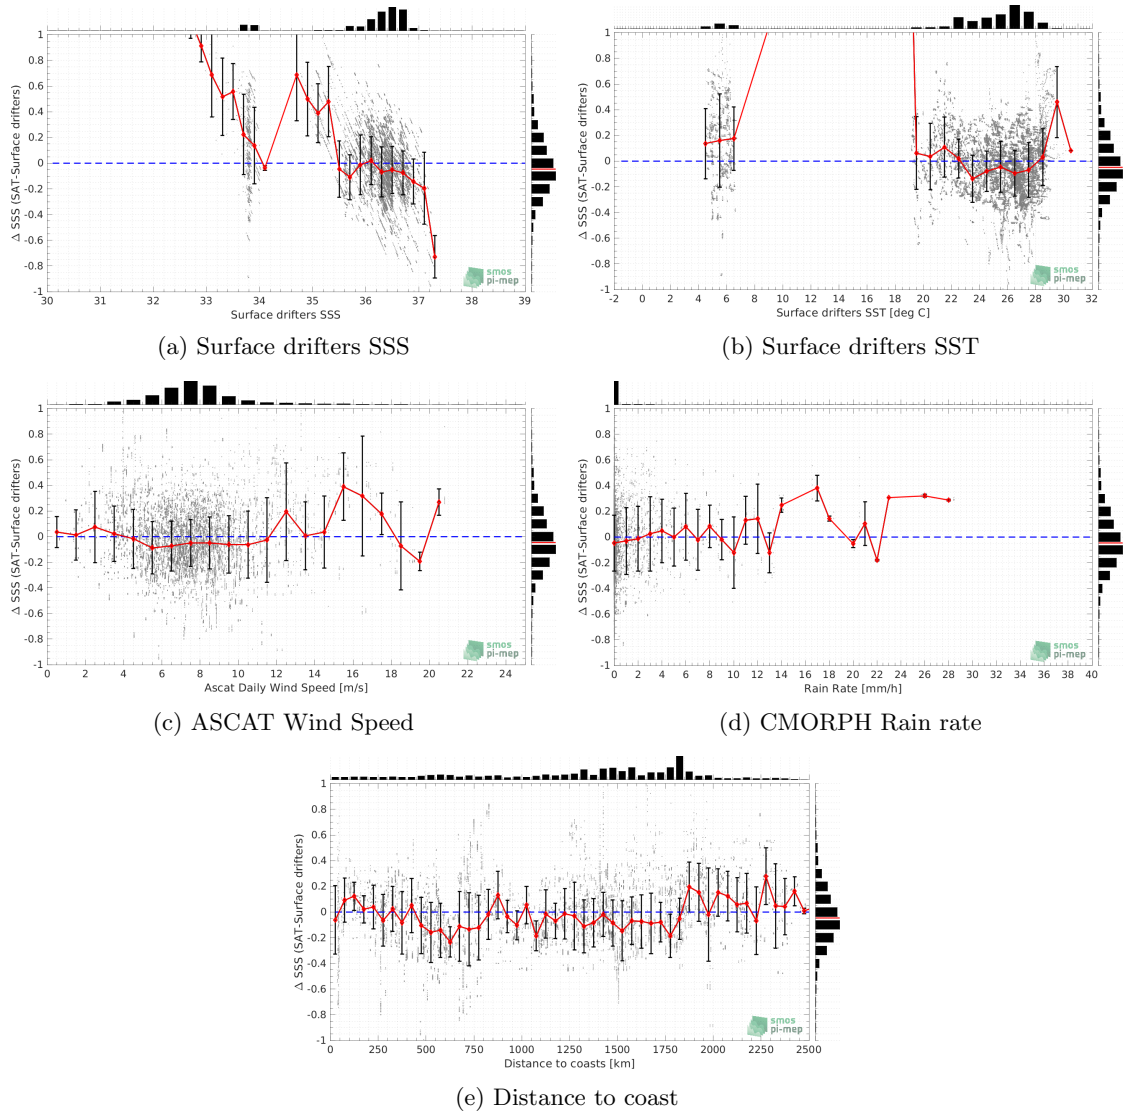 1
0.8
0.6
0.4
0.2
0
-0.2
-0.4
-0.6
-0.8
-1
Δ SSS (SAT-Surface drifters)
30 31 32 33 34 35 36 37 38 39
Surface drifters SSS
smos
pi-mep
(a) Surface drifters SSS
1
0.8
0.6
0.4
0.2
0
-0.2
-0.4
-0.6
-0.8
-1
Δ SSS (SAT-Surface drifters)
-2 0 2 4 6 8 10 12 14 16 18 20 22 24 26 28 30 32
Surface drifters SST [deg C]
smos
pi-mep
(b) Surface drifters SST
1
0.8
0.6
0.4
0.2
0
-0.2
-0.4
-0.6
-0.8
-1
Δ SSS (SAT-Surface drifters)
0 2 4 6 8 10 12 14 16 18 20 22 24
Ascat Daily Wind Speed [m/s]
smos
pi-mep
(c) ASCAT Wind Speed
1
0.8
0.6
0.4
0.2
0
-0.2
-0.4
-0.6
-0.8
-1
Δ SSS (SAT-Surface drifters)
0 2 4 6 8 10 12 14 16 18 20 22 24 26 28 30 32 34 36 38 40
Rain Rate [mm/h]
smos
pi-mep
(d) CMORPH Rain rate
1
0.8
0.6
0.4
0.2
0
-0.2
-0.4
-0.6
-0.8
-1
Δ SSS (SAT-Surface drifters)
0 250 500 750 1000 1250 1500 1750 2000 2250 2500
Distance to coasts [km]
smos
pi-mep
(e) Distance to coast